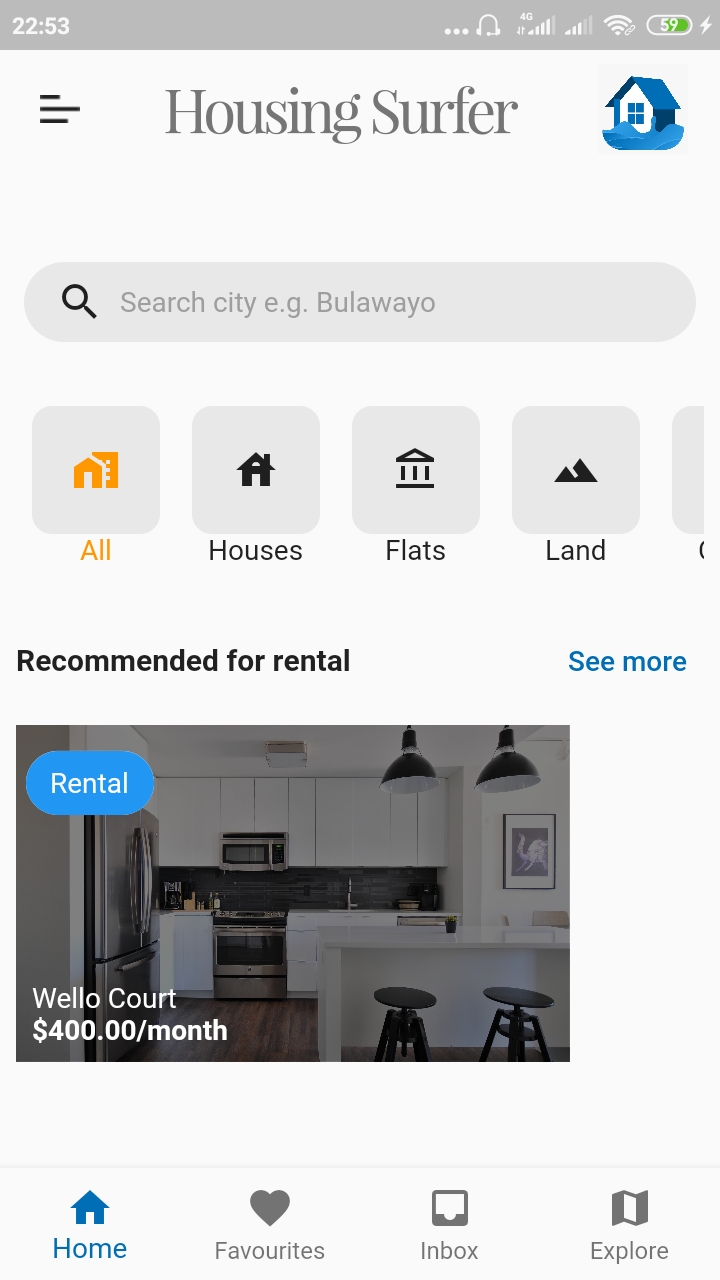 22:53
4G
59
Housing Surfer
Search city e.g. Bulawayo
All
Houses
Flats
Land
Recommended for rental
See more
Rental
Wello Court
$400.00/month
Home
Favourites
Inbox
Explore